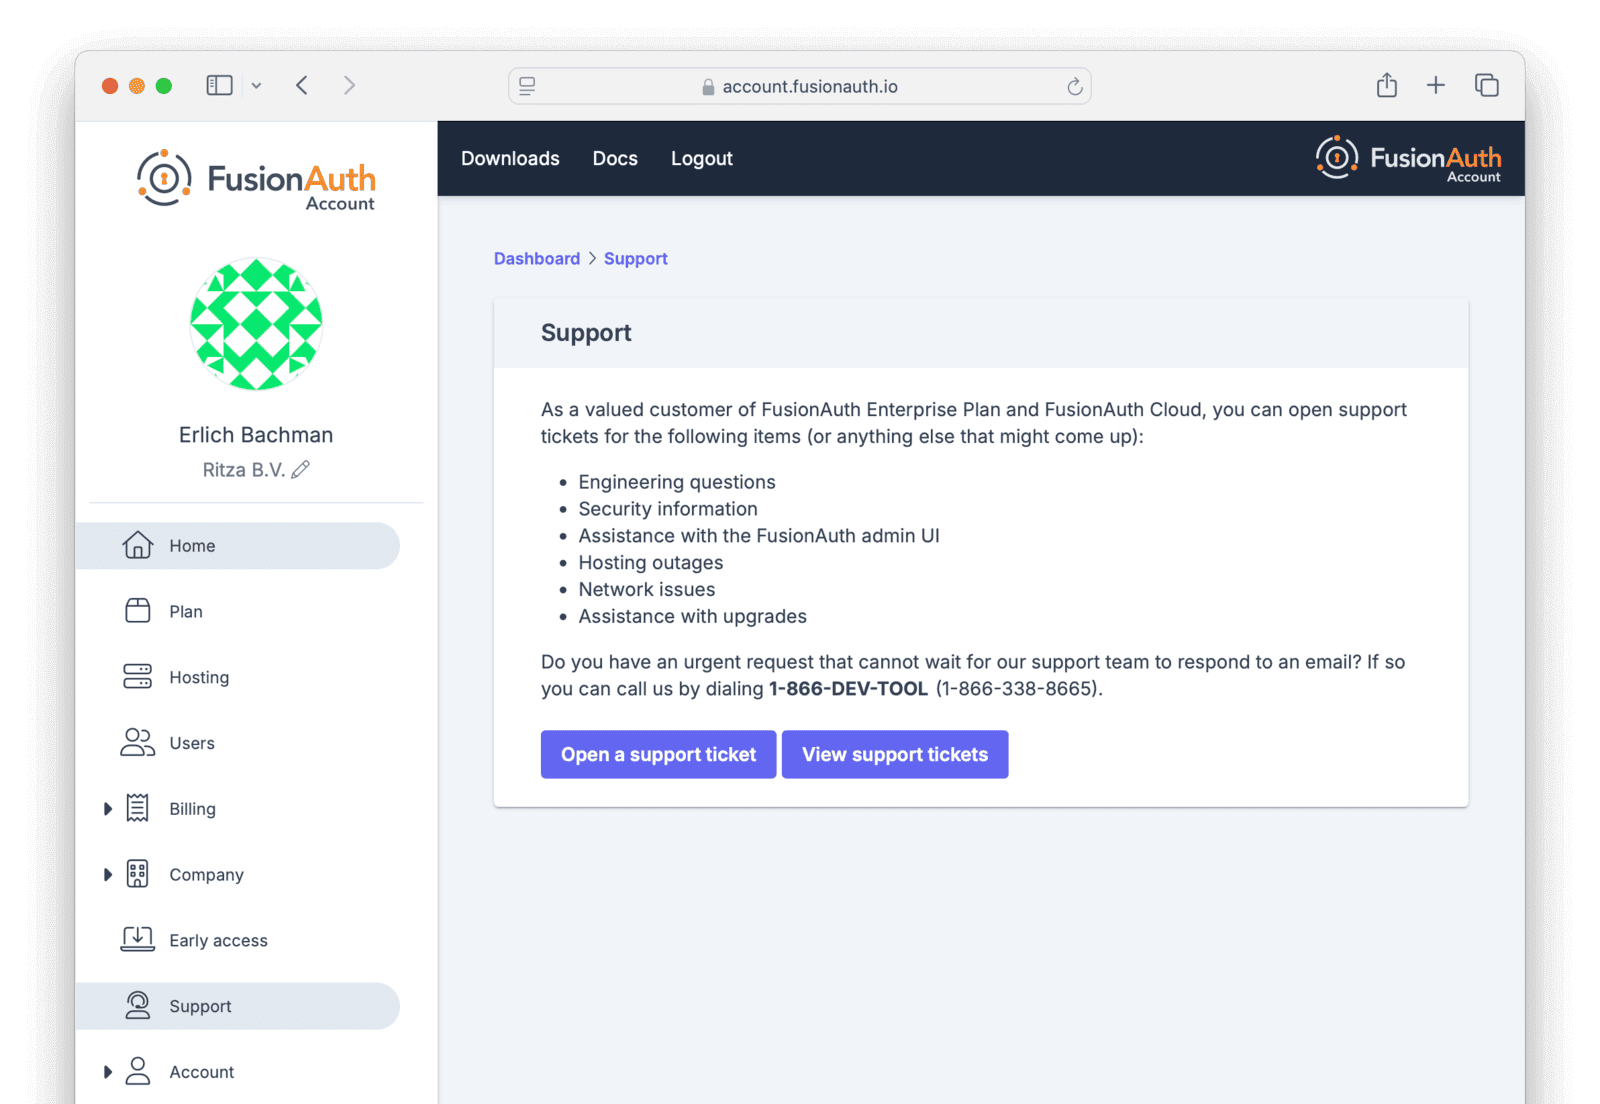 account.fusionauth.io
FusionAuth
Account
Downloads Docs Logout
FusionAuth
Account
Erlich Bachman
Ritza B.V.
Home
Plan
Hosting
Users
Billing
Company
Early access
Support
Account
Dashboard > Support
Support
As a valued customer of FusionAuth Enterprise Plan and FusionAuth Cloud, you can open support
tickets for the following items (or anything else that might come up):
• Engineering questions
• Security information
• Assistance with the FusionAuth admin UI
• Hosting outages
• Network issues
• Assistance with upgrades
Do you have an urgent request that cannot wait for our support team to respond to an email? If so
you can call us by dialing 1-866-DEV-TOOL (1-866-338-8665).
Open a support ticket View support tickets